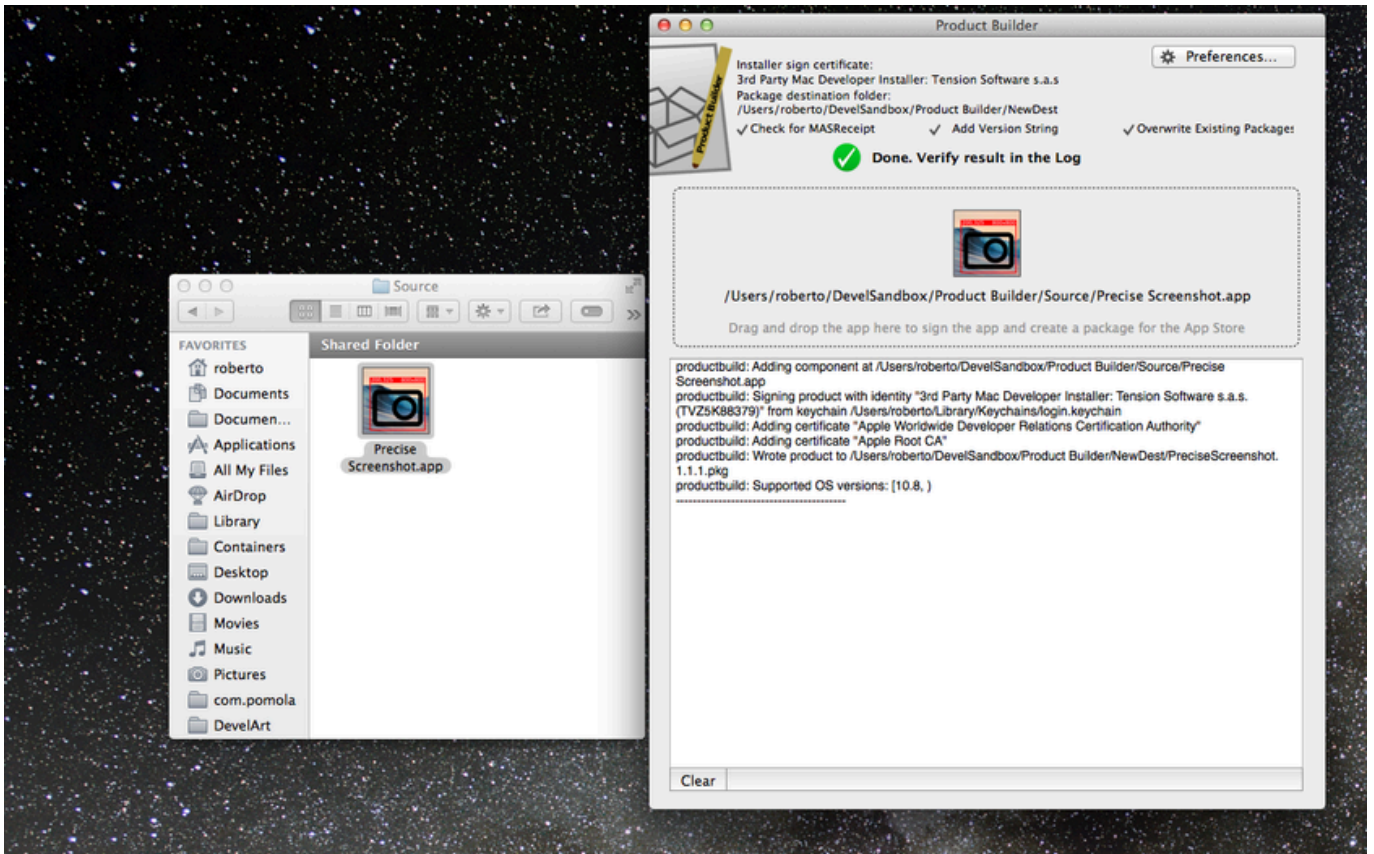 Product Builder
Preferences...
Installer sign certificate:
3rd Party Mac Developer Installer: Tension Software s.a.s
Package destination folder:
/Users/roberto/DevelSandbox/Product Builder/NewDest
Check for MASReceipt
Add Version String
Overwrite Existing Packages
Product Builder
Done. Verify result in the Log
/Users/roberto/DevelSandbox/Product Builder/Source/Precise Screenshot.app
Drag and drop the app here to sign the app and create a package for the App Store
productbuild: Adding component at /Users/roberto/DevelSandbox/Product Builder/Source/Precise
Screenshot.app
productbuild: Signing product with identity "3rd Party Mac Developer Installer: Tension Software s.a.s.
(TVZ5K88379)" from keychain /Users/roberto/Library/Keychains/login.keychain
productbuild: Adding certificate "Apple Worldwide Developer Relations Certification Authority"
productbuild: Adding certificate "Apple Root CA"
productbuild: Wrote product to /Users/roberto/DevelSandbox/Product Builder/NewDest/PreciseScreenshot.
1.1.1.pkg
productbuild: Supported OS versions: [10.8, )
----------------------------------------
Clear
Source
FAVORITES
roberto
Documents
Documen...
Applications
All My Files
AirDrop
Library
Containers
Desktop
Downloads
Movies
Music
Pictures
com.pomola
DevelArt
Shared Folder
Precise
Screenshot.app